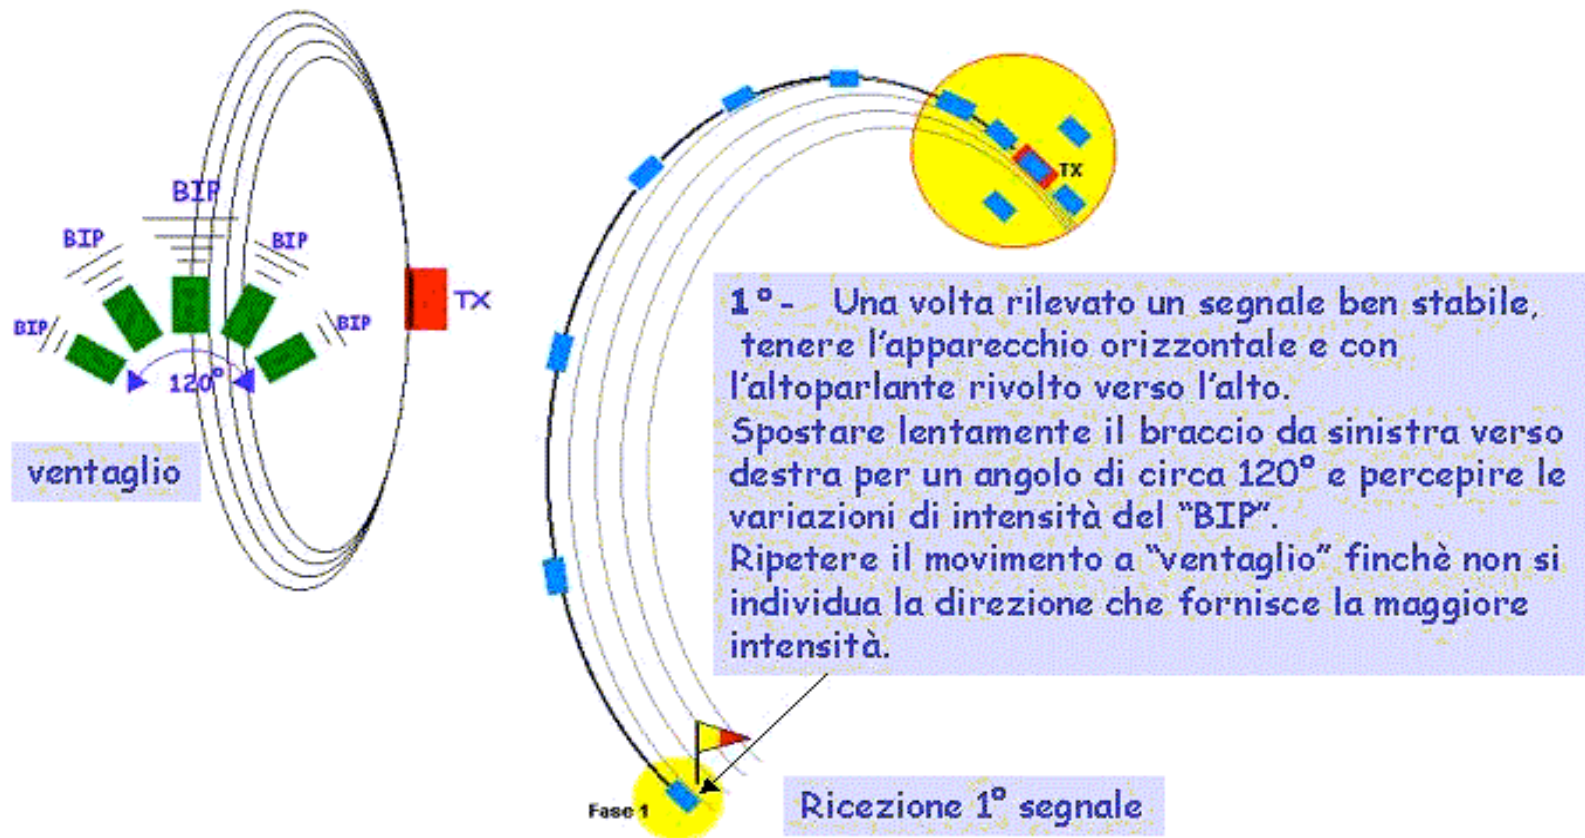 BIP
BIP
BIP
BIP
BIP
TX
120°
ventaglio
TX
1° - Una volta rilevato un segnale ben stabile,
tenere l'apparecchio orizzontale e con
l'altoparlante rivolto verso l'alto.
Spostare lentamente il braccio da sinistra verso
destra per un angolo di circa 120° e percepire le
variazioni di intensità del "BIP".
Ripetere il movimento a "ventaglio" finchè non si
individua la direzione che fornisce la maggiore
intensità.
Fase 1
Ricezione 1° segnale